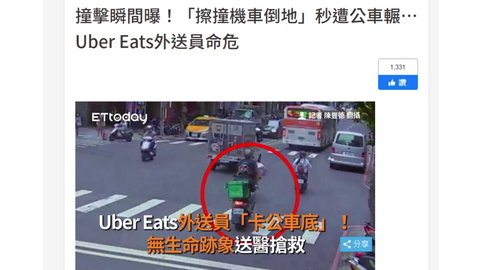 撞擊瞬間曝！「擦撞機車倒地」秒遭公車輾…
Uber Eats外送員命危
1,331
讚
ETtoday
記者 陳豐德 翻攝
Uber Eats外送員「卡公車底」！
無生命跡象送醫搶救
分享